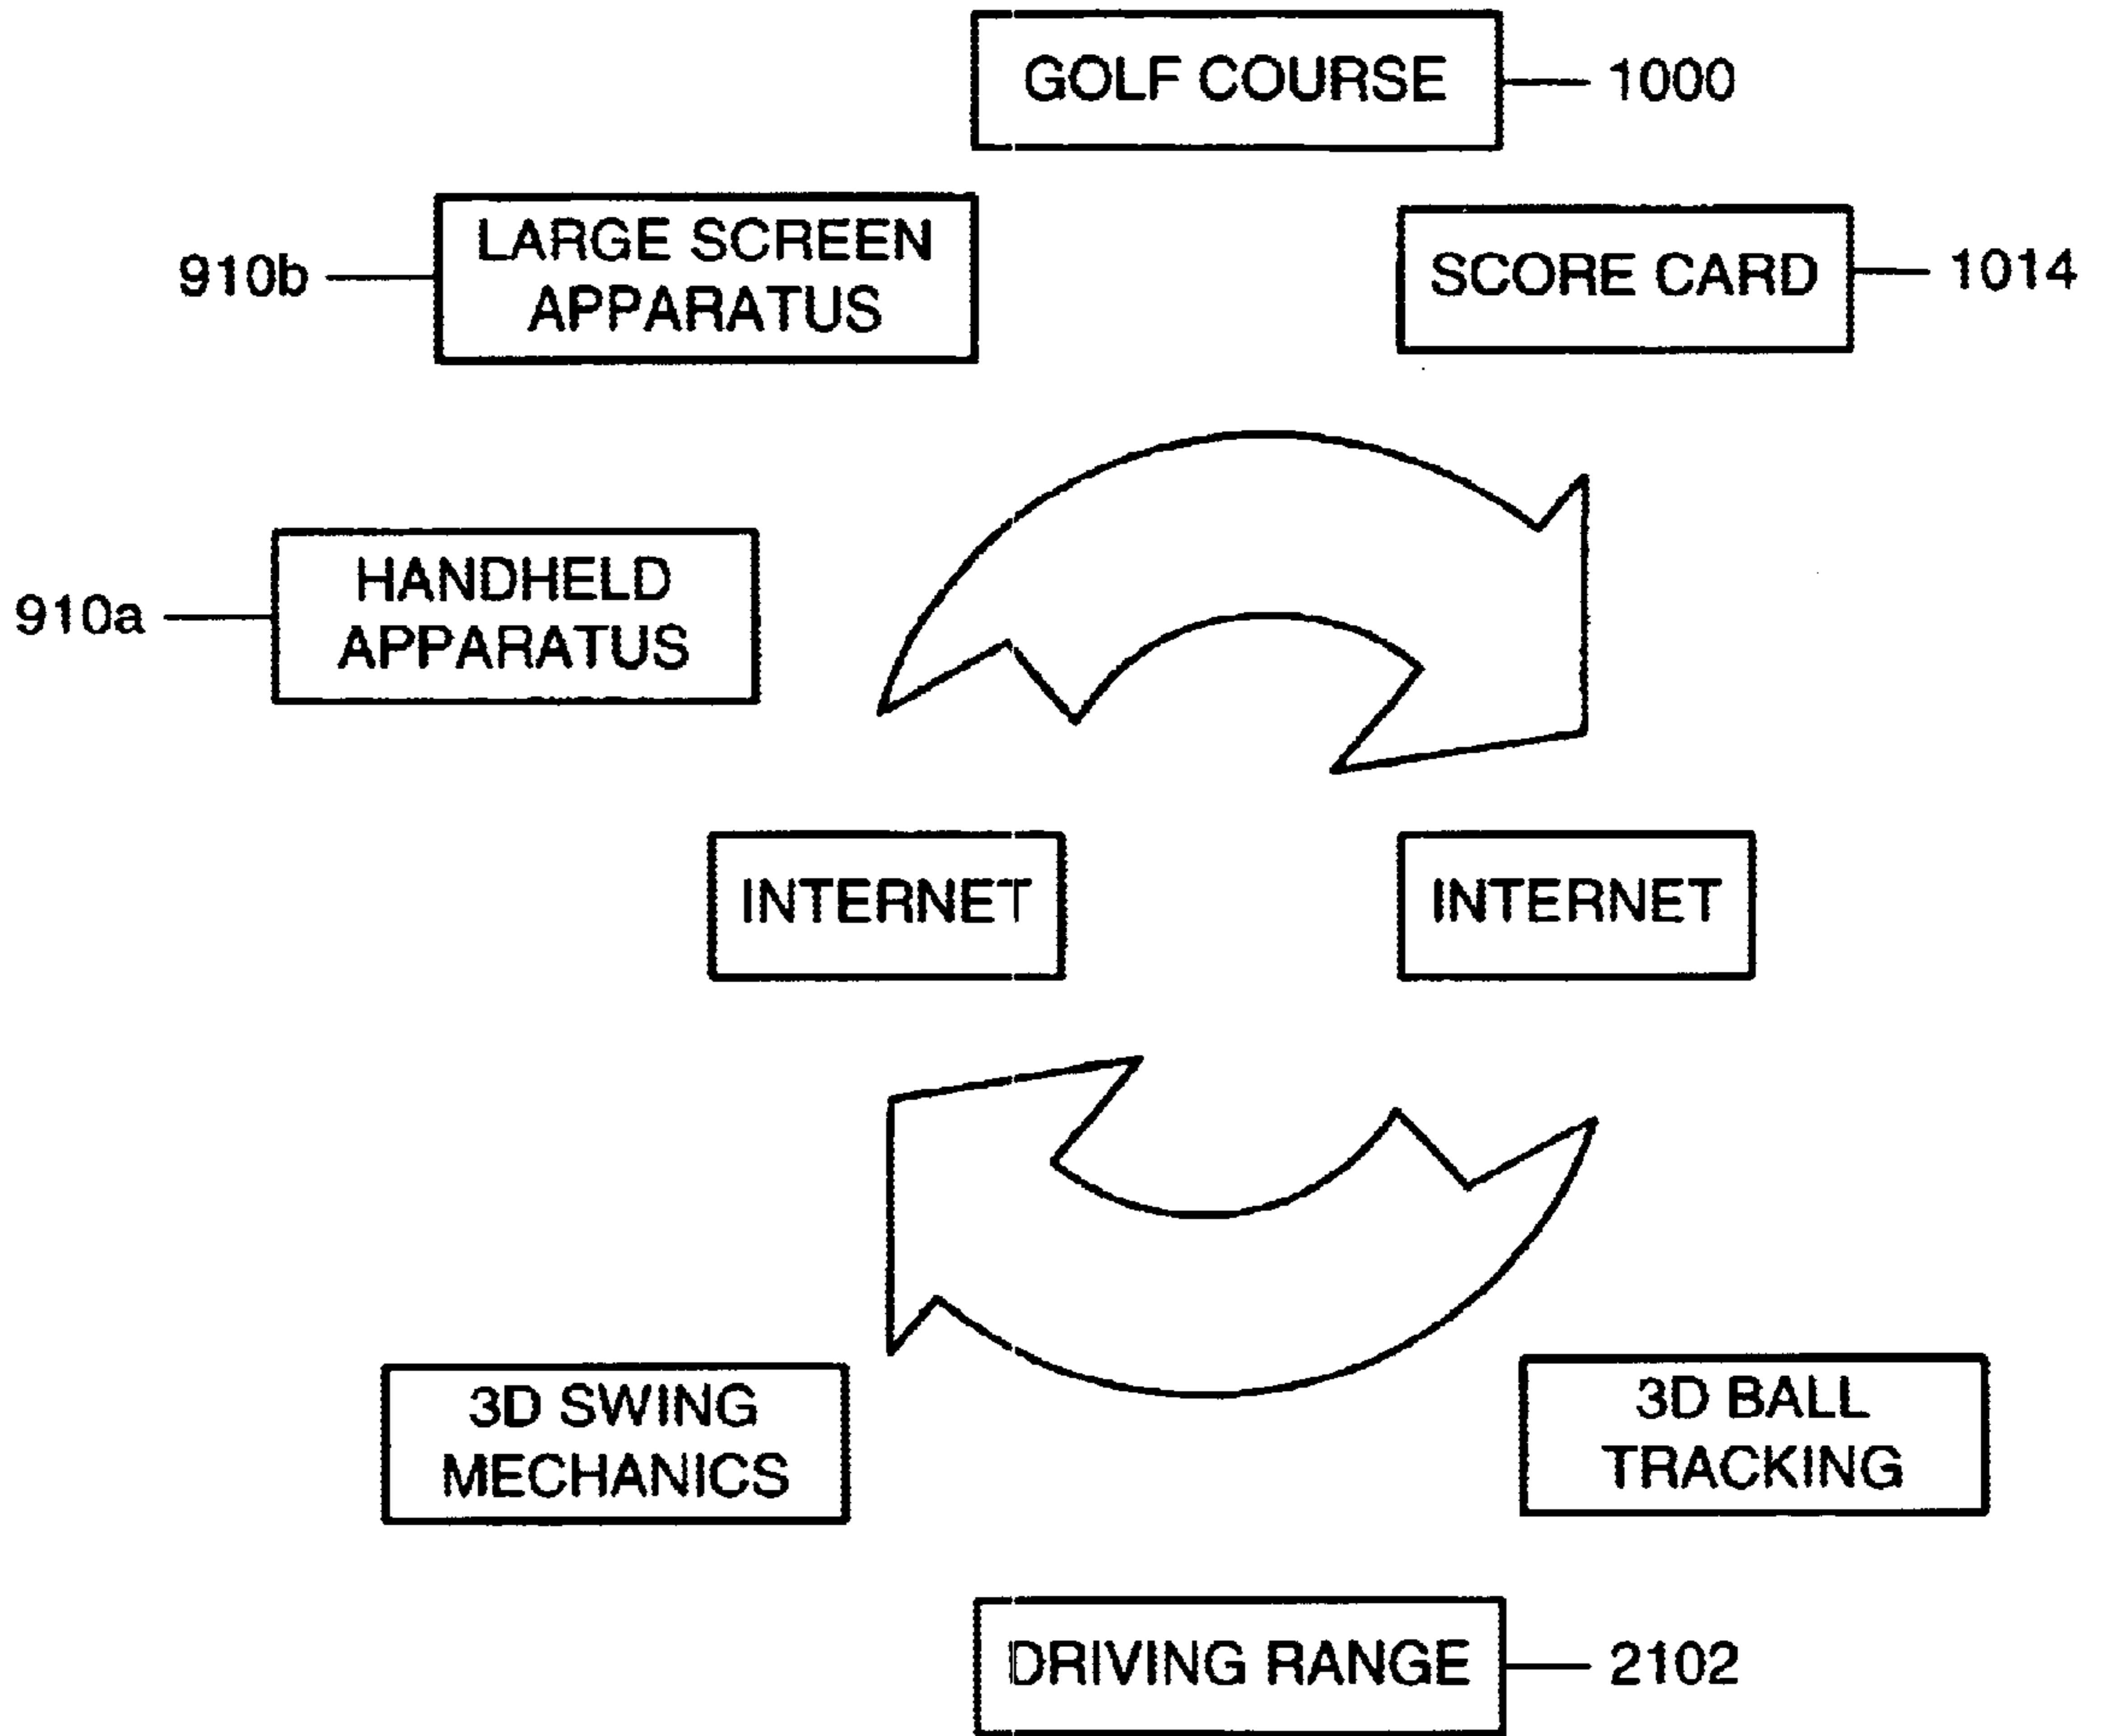 GOLF COURSE
1000
910b
LARGE SCREEN
APPARATUS
SCORE CARD
1014
910a
HANDHELD
APPARATUS
INTERNET
INTERNET
3D SWING
MECHANICS
3D BALL
TRACKING
DRIVING RANGE
2102